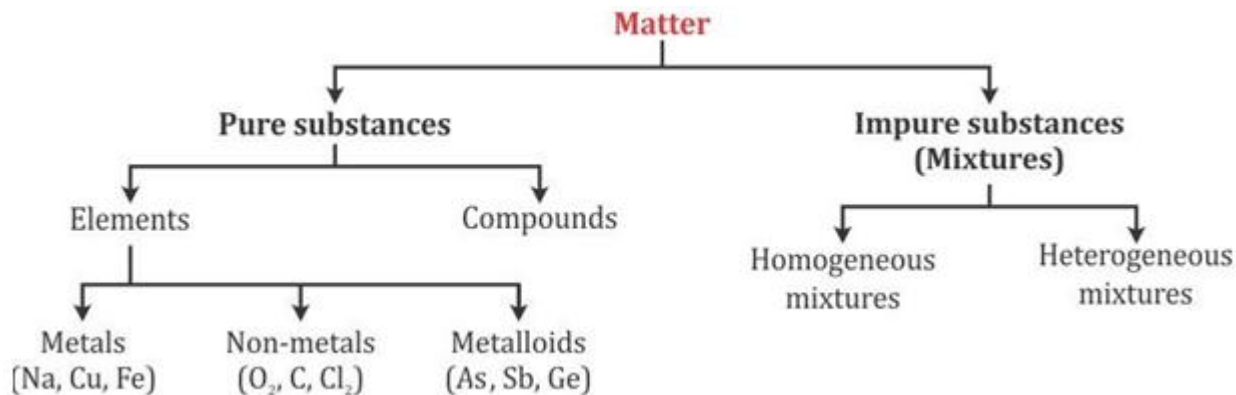 Matter
Pure substances
Impure substances
(Mixtures)
Elements
Compounds
Homogeneous
mixtures
Heterogeneous
mixtures
Metals
(Na, Cu, Fe)
Non-metals
(O₂, C, Cl₂)
Metalloids
(As, Sb, Ge)